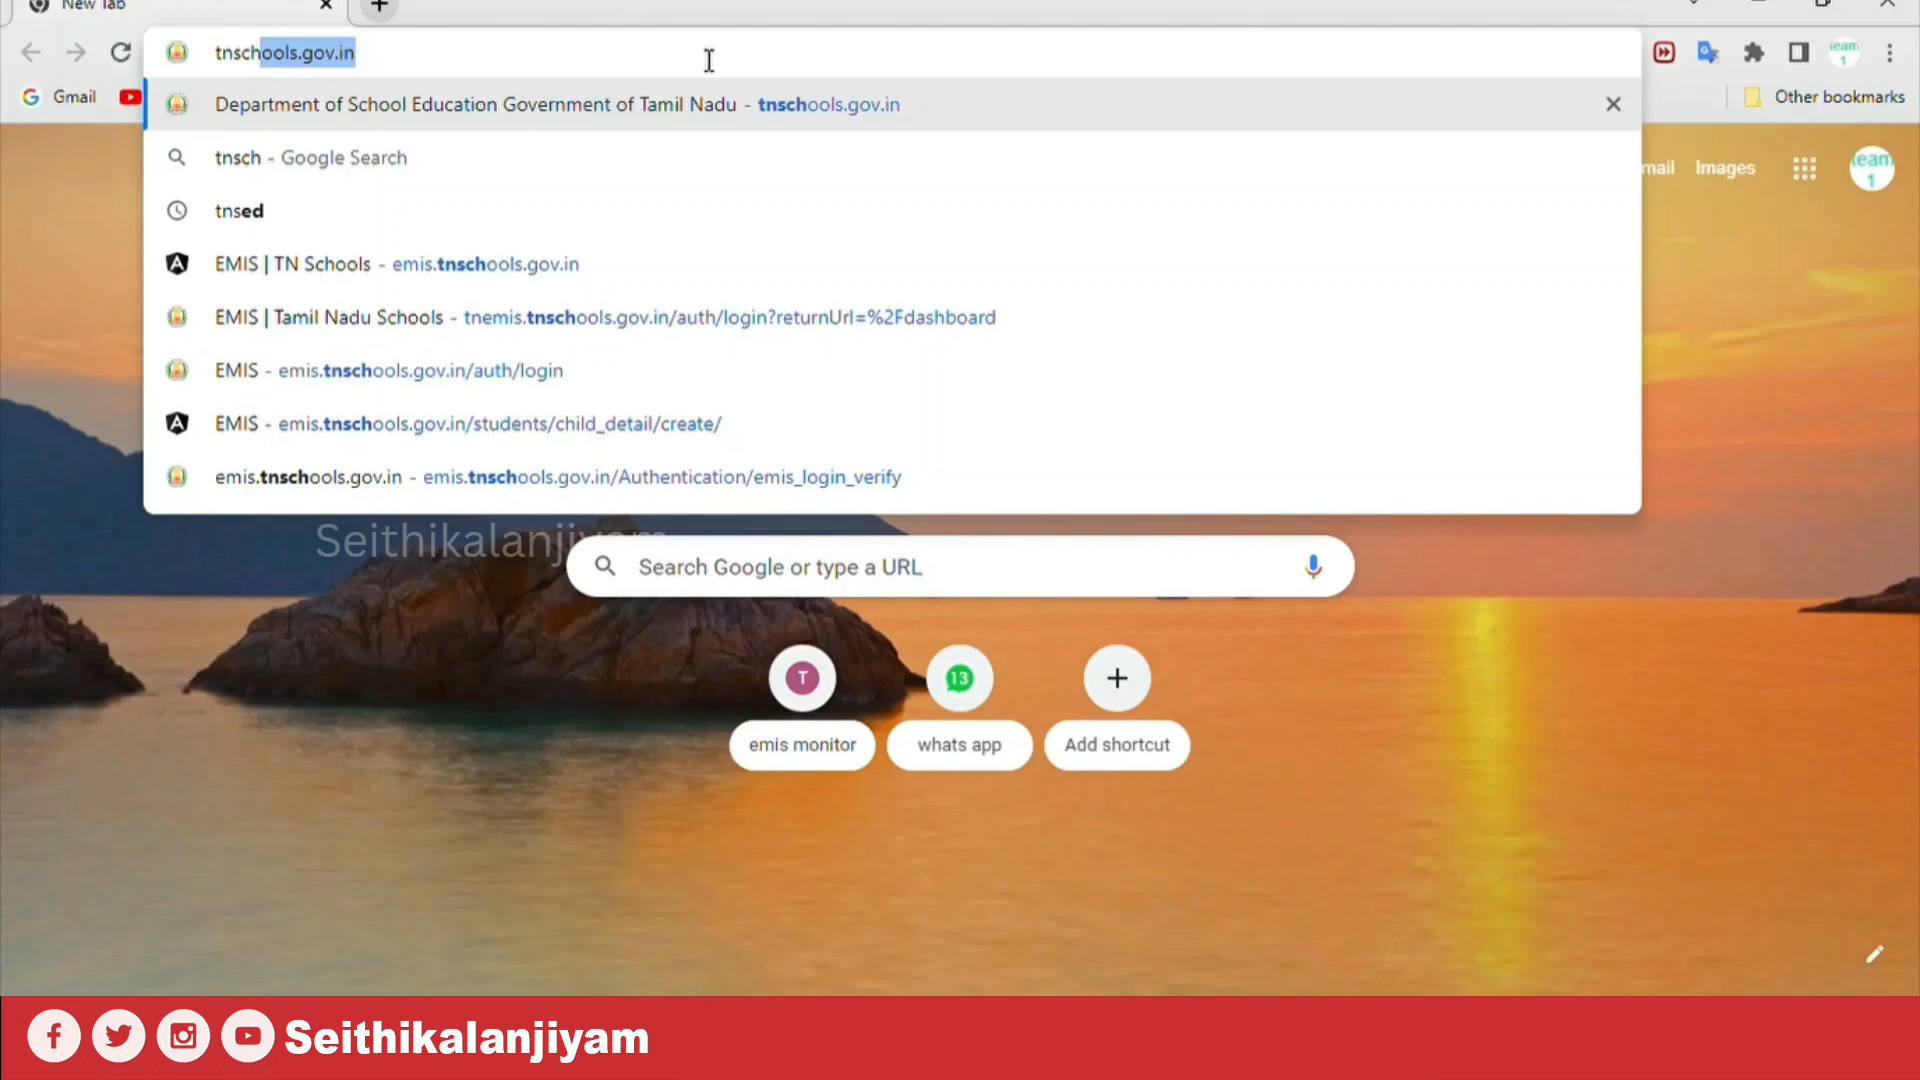 New Tab
tnschools.gov.in
Gmail
Other bookmarks
Department of School Education Government of Tamil Nadu - tnschools.gov.in
tnsch - Google Search
tnsed
EMIS | TN Schools - emis.tnschools.gov.in
EMIS | Tamil Nadu Schools - tnemis.tnschools.gov.in/auth/login?returnUrl=%2Fdashboard
EMIS - emis.tnschools.gov.in/auth/login
EMIS - emis.tnschools.gov.in/students/child_detail/create/
emis.tnschools.gov.in - emis.tnschools.gov.in/Authentication/emis_login_verify
mail Images
team 1
Seithikalanjiyam
Search Google or type a URL
T
13
emis monitor
whats app
Add shortcut
Seithikalanjiyam